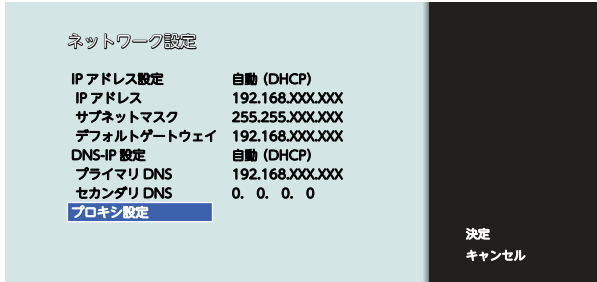 ネットワーク設定
IP アドレス設定 自動（DHCP）
IP アドレス 192.168.XXX.XXX
サブネットマスク 255.255.XXX.XXX
デフォルトゲートウェイ 192.168.XXX.XXX
DNS-IP 設定 自動（DHCP）
プライマリ DNS 192.168.XXX.XXX
セカンダリ DNS 0. 0. 0. 0
プロキシ設定
決定
キャンセル